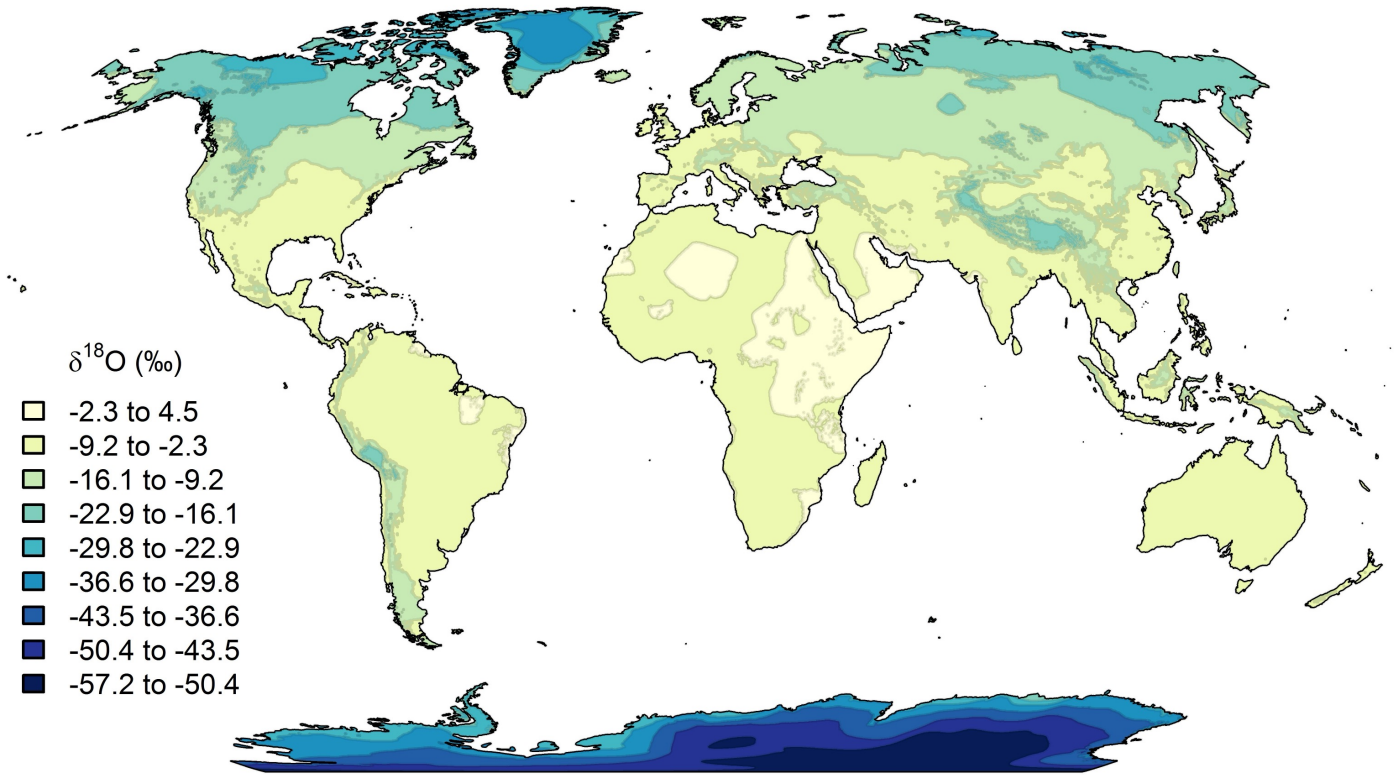 δ18O (‰)
-2.3 to 4.5
-9.2 to -2.3
-16.1 to -9.2
-22.9 to -16.1
-29.8 to -22.9
-36.6 to -29.8
-43.5 to -36.6
-50.4 to -43.5
-57.2 to -50.4